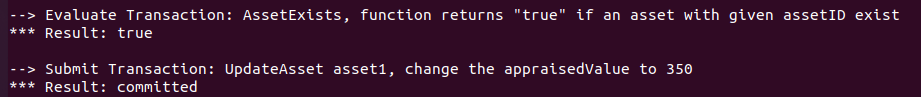 --> Evaluate Transaction: AssetExists, function returns "true" if an asset with given assetID exist
*** Result: true
--> Submit Transaction: UpdateAsset asset1, change the appraisedValue to 350
*** Result: committed